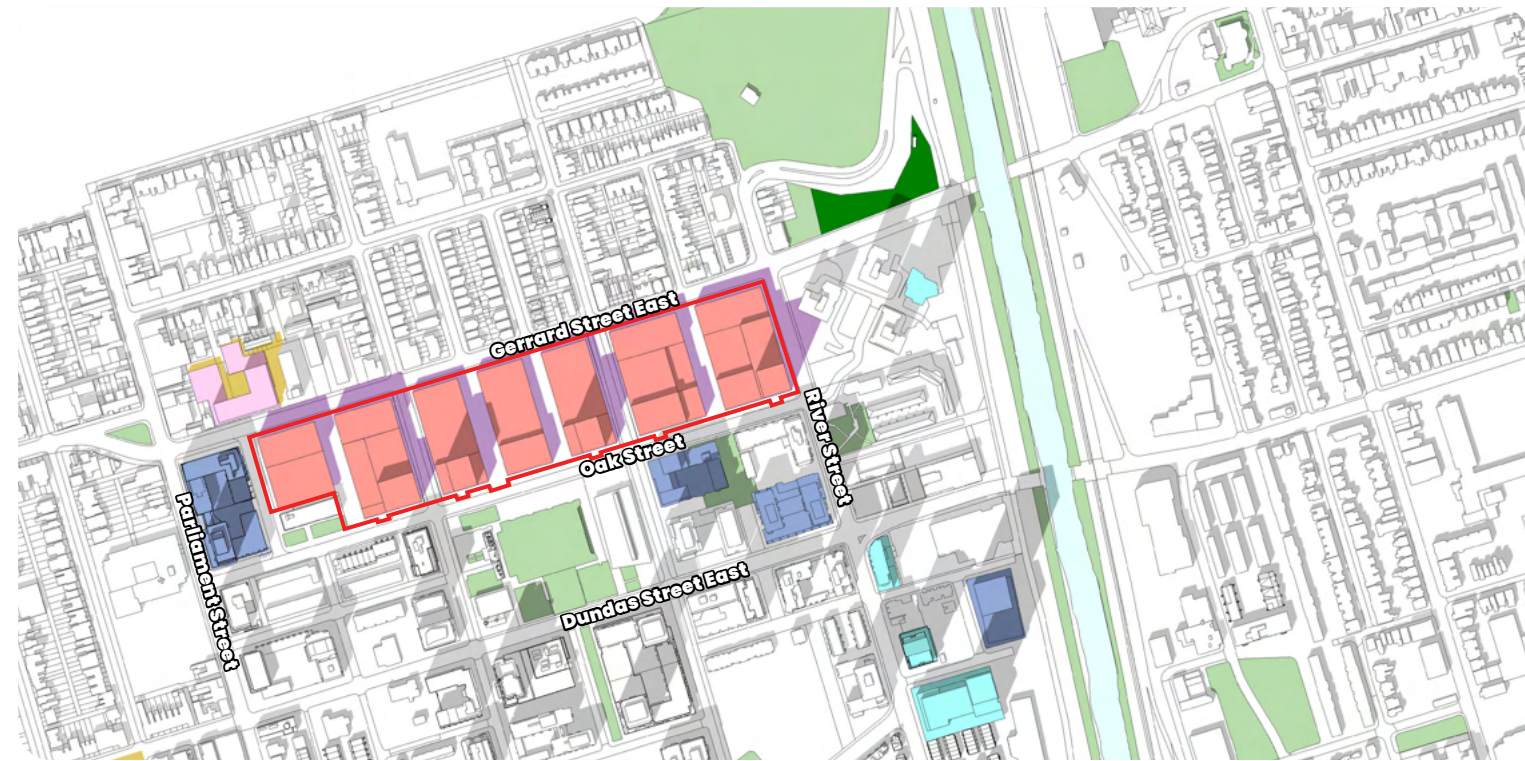 Gerrard Street East
River Street
Oak Street
Parliament Street
Dundas Street East